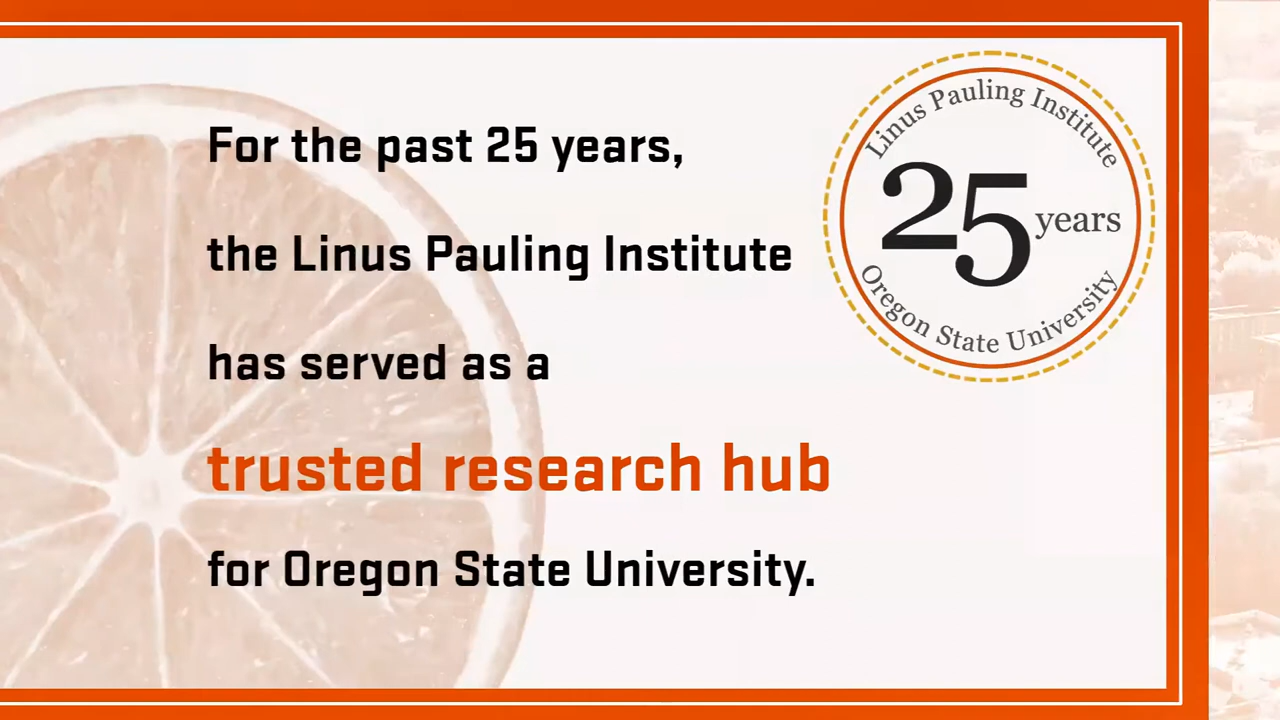 For the past 25 years,
the Linus Pauling Institute
has served as a
trusted research hub
for Oregon State University.
Linus Pauling Institute
25 years
Oregon State University